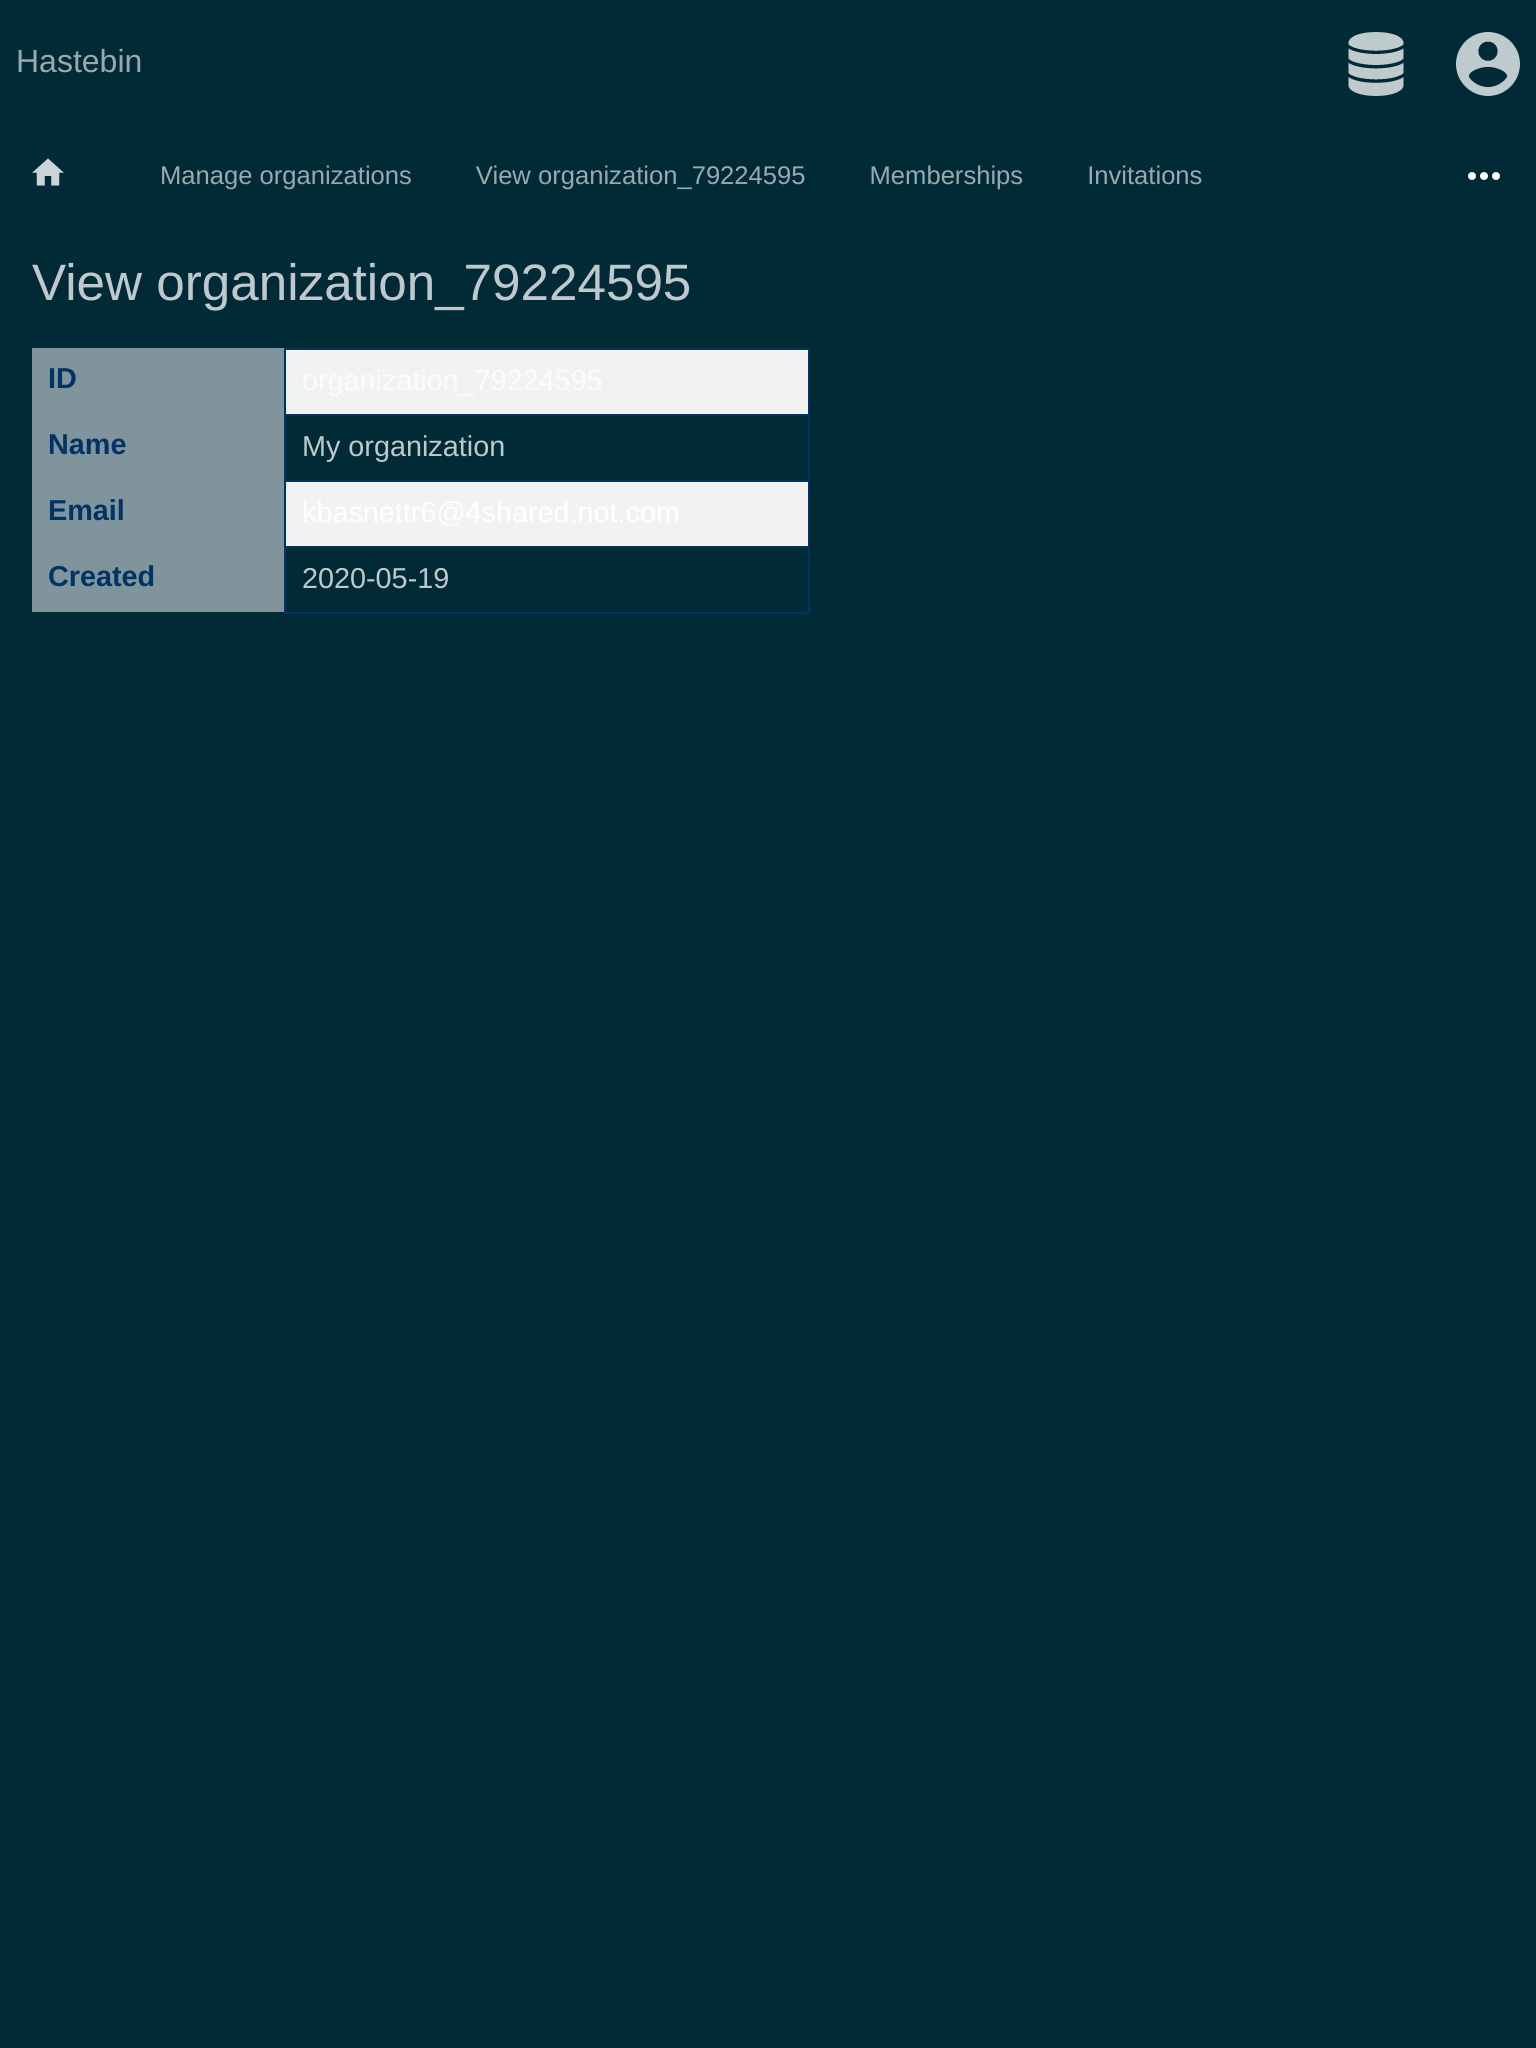 Hastebin
Manage organizations View organization_79224595 Memberships Invitations
View organization_79224595
ID organization_79224595
Name My organization
Email kbasnettr6@4shared.not.com
Created 2020-05-19